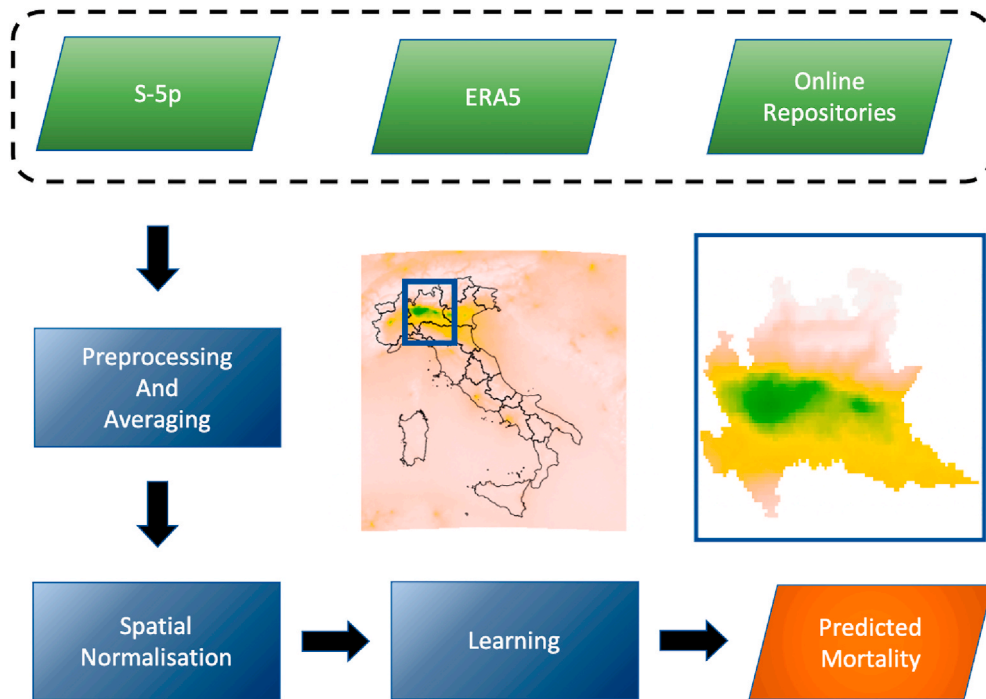 S-5p
ERA5
Online
Repositories
Preprocessing
And
Averaging
Spatial
Normalisation
Learning
Predicted
Mortality